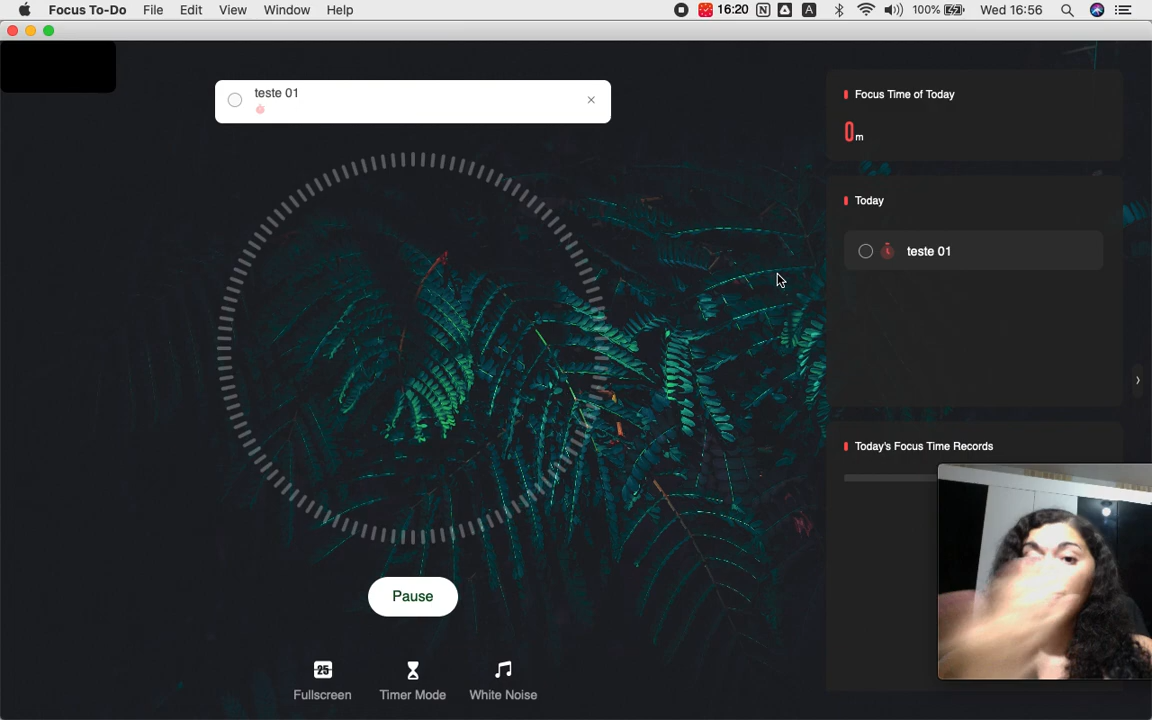 Focus To-Do File Edit View Window Help 16:20 N A 100% Wed 16:56
teste 01
Focus Time of Today
0m
Today
teste 01
Today's Focus Time Records
Pause
25
Fullscreen Timer Mode White Noise